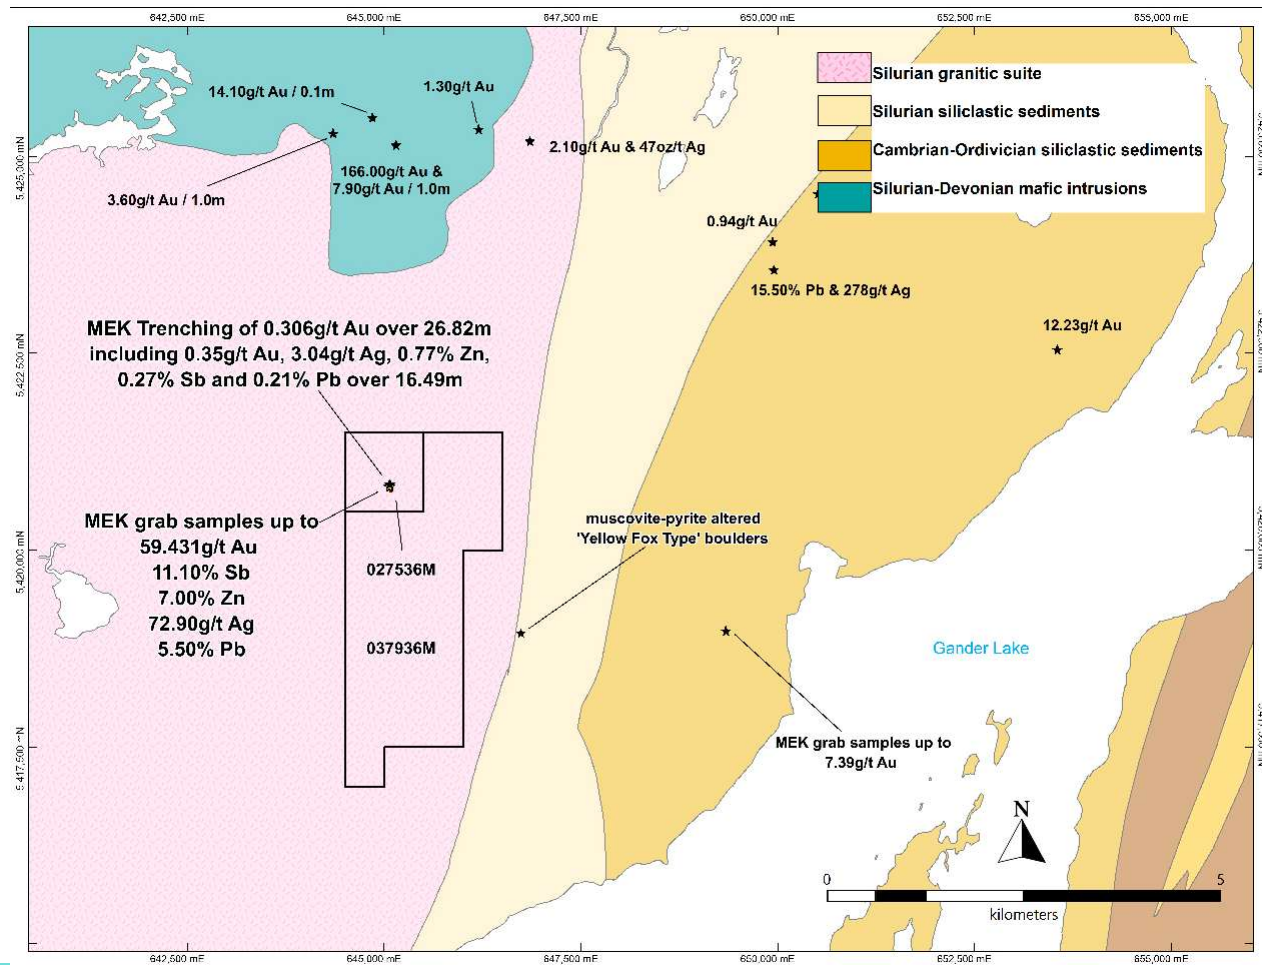 642,500 mE
645,000 mE
647,500 mE
650,000 mE
652,500 mE
655,000 mE
Silurian granitic suite
Silurian siliclastic sediments
Cambrian-Ordivician siliclastic sediments
Silurian-Devonian mafic intrusions
14.10g/t Au / 0.1m
1.30g/t Au
2.10g/t Au & 47oz/t Ag
166.00g/t Au &
7.90g/t Au / 1.0m
3.60g/t Au / 1.0m
0.94g/t Au
15.50% Pb & 278g/t Ag
12.23g/t Au
5,425,000 mN
5,422,500 mN
5,420,000 mN
MEK Trenching of 0.306g/t Au over 26.82m
including 0.35g/t Au, 3.04g/t Ag, 0.77% Zn,
0.27% Sb and 0.21% Pb over 16.49m
MEK grab samples up to
59.431g/t Au
11.10% Sb
7.00% Zn
72.90g/t Ag
5.50% Pb
027536M
037936M
muscovite-pyrite altered
'Yellow Fox Type' boulders
Gander Lake
MEK grab samples up to
7.39g/t Au
N
0
5
kilometers
642,500 mE
645,000 mE
647,500 mE
650,000 mE
652,500 mE
655,000 mE